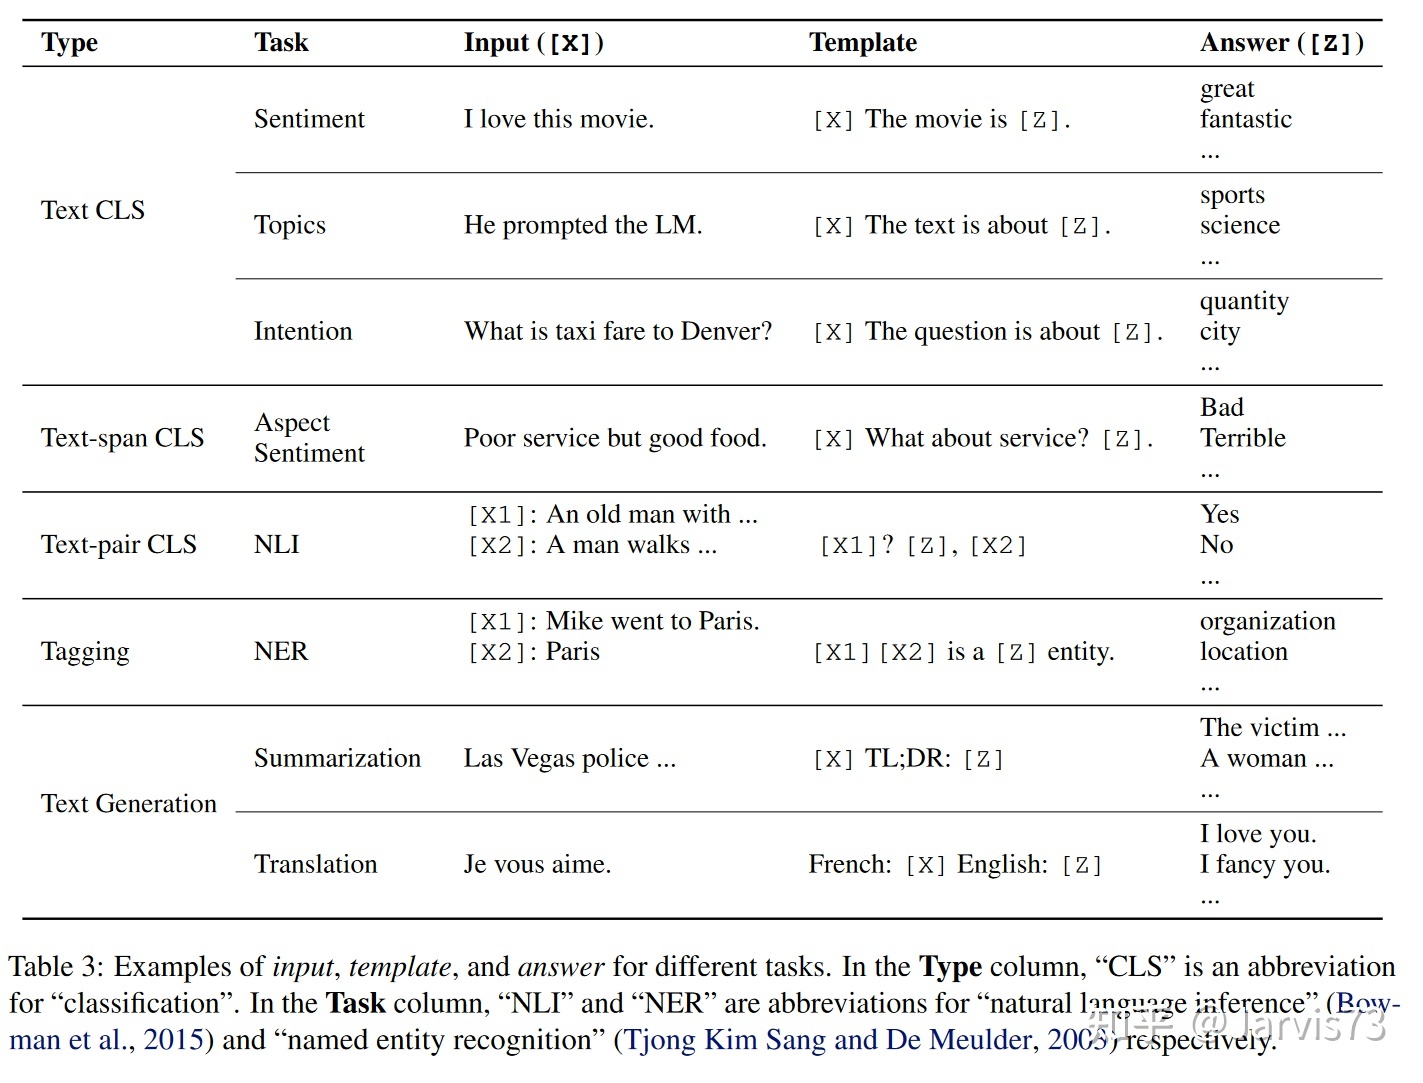 Type Task Input ([X]) Template Answer ([Z])
great
Sentiment I love this movie. [X] The movie is [Z]. fantastic
...
sports
Text CLS Topics He prompted the LM. [X] The text is about [Z]. science
...
quantity
Intention What is taxi fare to Denver? [X] The question is about [Z]. city
...
Bad
Text-span CLS Aspect Sentiment Poor service but good food. [X] What about service? [Z]. Terrible
...
[X1]: An old man with ... Yes
Text-pair CLS NLI [X2]: A man walks ... [X1]? [Z], [X2] No
...
[X1]: Mike went to Paris. organization
Tagging NER [X2]: Paris [X1][X2] is a [Z] entity. location
...
The victim ...
Summarization Las Vegas police ... [X] TL;DR: [Z] A woman ...
...
Text Generation
I love you.
Translation Je vous aime. French: [X] English: [Z] I fancy you.
...
Table 3: Examples of input, template, and answer for different tasks. In the Type column, “CLS” is an abbreviation
for “classification”. In the Task column, “NLI” and “NER” are abbreviations for “natural language inference” (Bow-
man et al., 2015) and “named entity recognition” (Tjong Kim Sang and De Meulder, 2003) respectively.
知乎 @Jarvis73